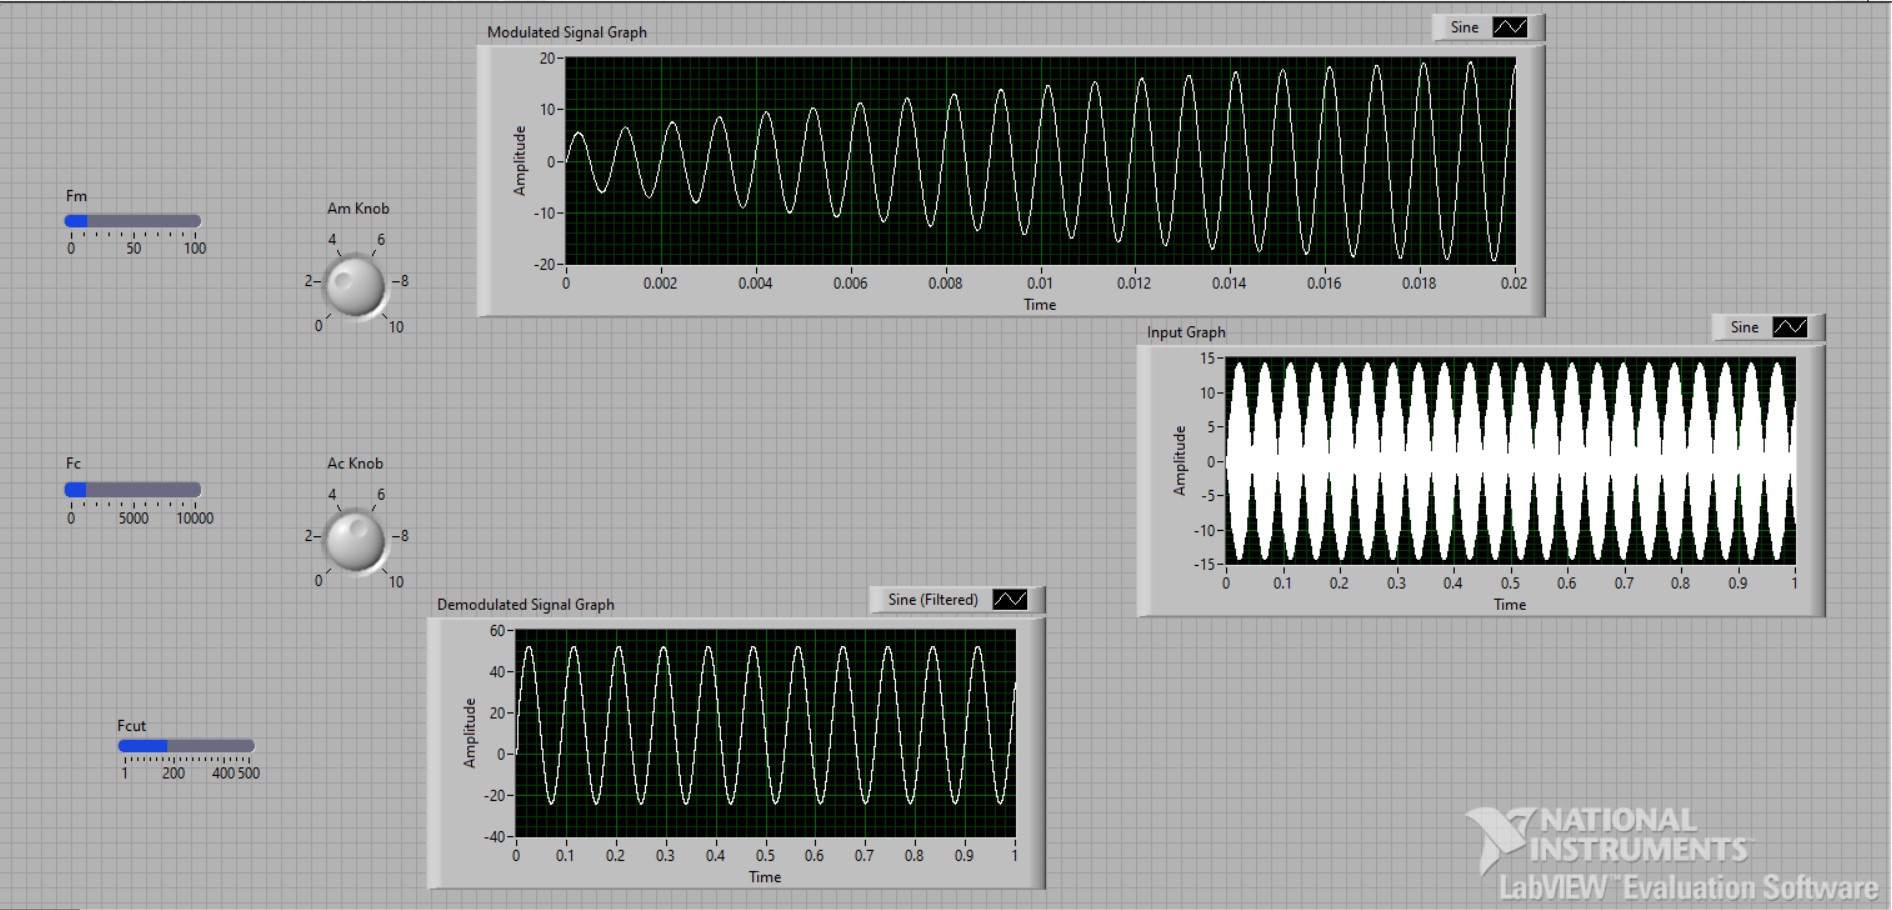 Modulated Signal Graph
Sine
20
10
0
-10
-20
Amplitude
0 0.002 0.004 0.006 0.008 0.01 0.012 0.014 0.016 0.018 0.02
Time
Fm
0 50 100
Am Knob
0 2 4 6 8 10
Input Graph
Sine
15
10
5
0
-5
-10
-15
Amplitude
0 0.1 0.2 0.3 0.4 0.5 0.6 0.7 0.8 0.9 1
Time
Fc
0 5000 10000
Ac Knob
0 2 4 6 8 10
Demodulated Signal Graph
Sine (Filtered)
60
40
20
0
-20
-40
Amplitude
0 0.1 0.2 0.3 0.4 0.5 0.6 0.7 0.8 0.9 1
Time
Fcut
1 200 400 500
NATIONAL
INSTRUMENTS™
LabVIEW™ Evaluation Software